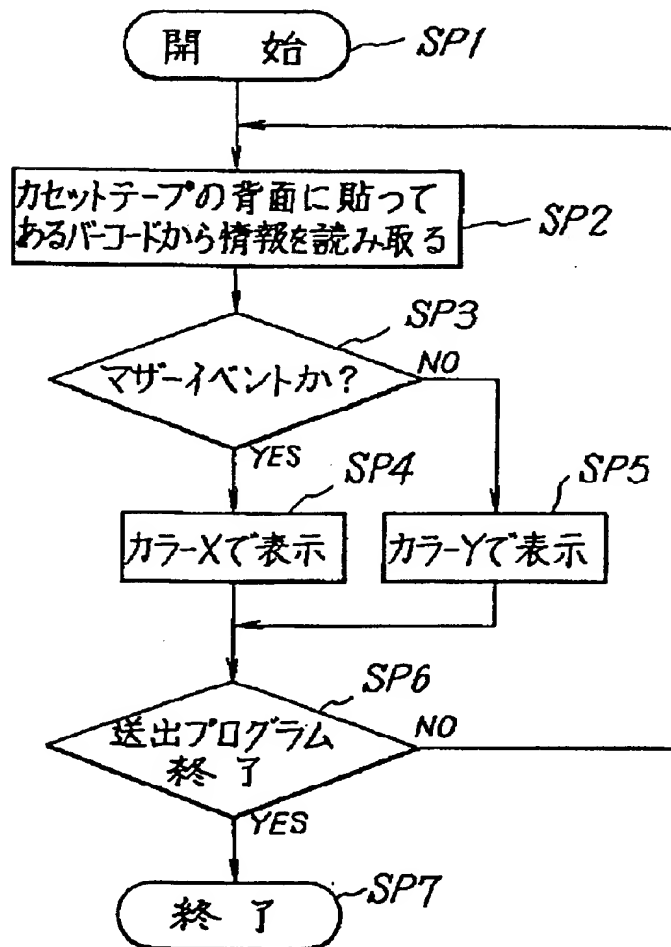 開 始
SP1
カセットテープの背面に貼って
あるバーコードから情報を読み取る
SP2
SP3
マザーイベントか?
NO
YES
SP4
カラーXで表示
SP5
カラーYで表示
SP6
送出プログラム
終了
NO
YES
終 了
SP7